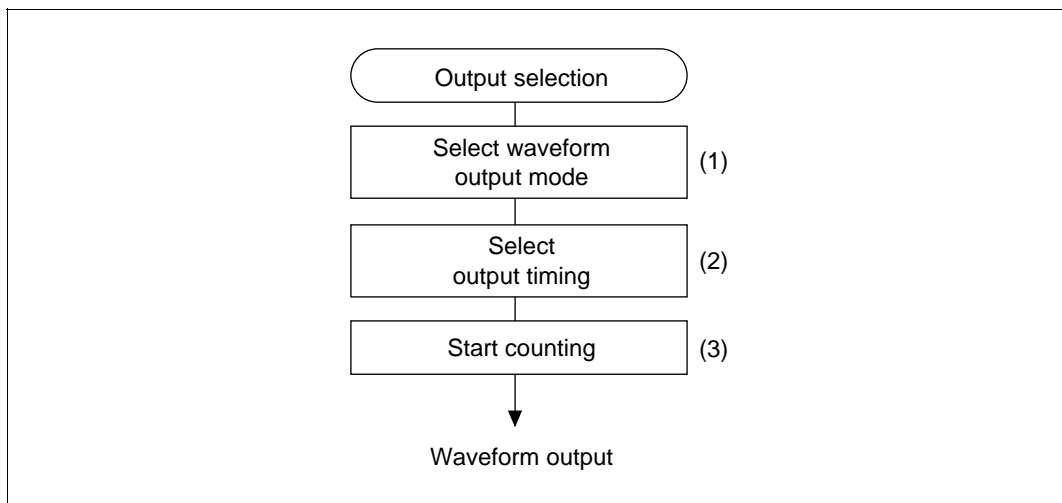 Output selection
Select waveform
output mode
(1)
Select
output timing
(2)
Start counting
(3)
Waveform output